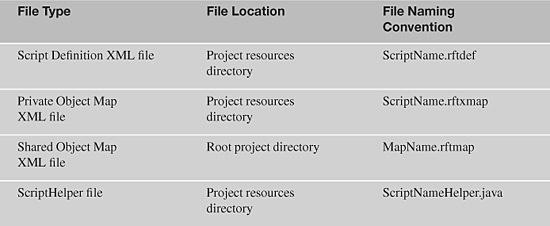 File Type File Location File Naming
Convention
Script Definition XML file Project resources ScriptName.rftdef
directory
Private Object Map Project resources ScriptName.rftxmap
XML file directory
Shared Object Map Root project directory MapName.rftmap
XML file
ScriptHelper file Project resources ScriptNameHelper.java
directory